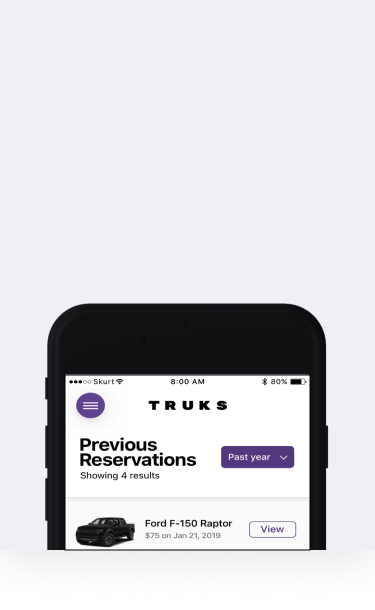 Skurt 8:00 AM 80%
TRUKS
Previous
Reservations
Past year
Showing 4 results
Ford F-150 Raptor
$75 on Jan 21, 2019
View